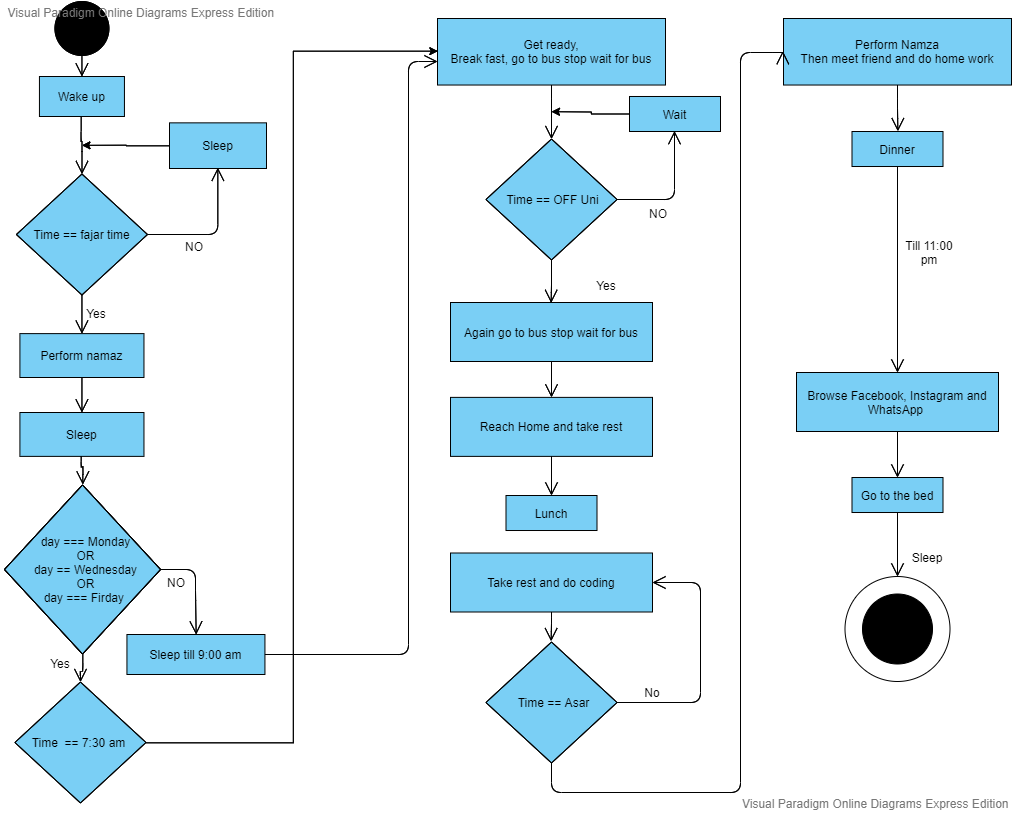 Visual Paradigm Online Diagrams Express Edition
Wake up
Sleep
Time == fajar time
NO
Yes
Perform namaz
Sleep
day === Monday
OR
day == Wednesday
OR
day === Firday
NO
Sleep till 9:00 am
Yes
Time == 7:30 am
Get ready,
Break fast, go to bus stop wait for bus
Wait
Time == OFF Uni
NO
Yes
Again go to bus stop wait for bus
Reach Home and take rest
Lunch
Take rest and do coding
Time == Asar
No
Perform Namza
Then meet friend and do home work
Dinner
Till 11:00
pm
Browse Facebook, Instagram and
WhatsApp
Go to the bed
Sleep
Visual Paradigm Online Diagrams Express Edition